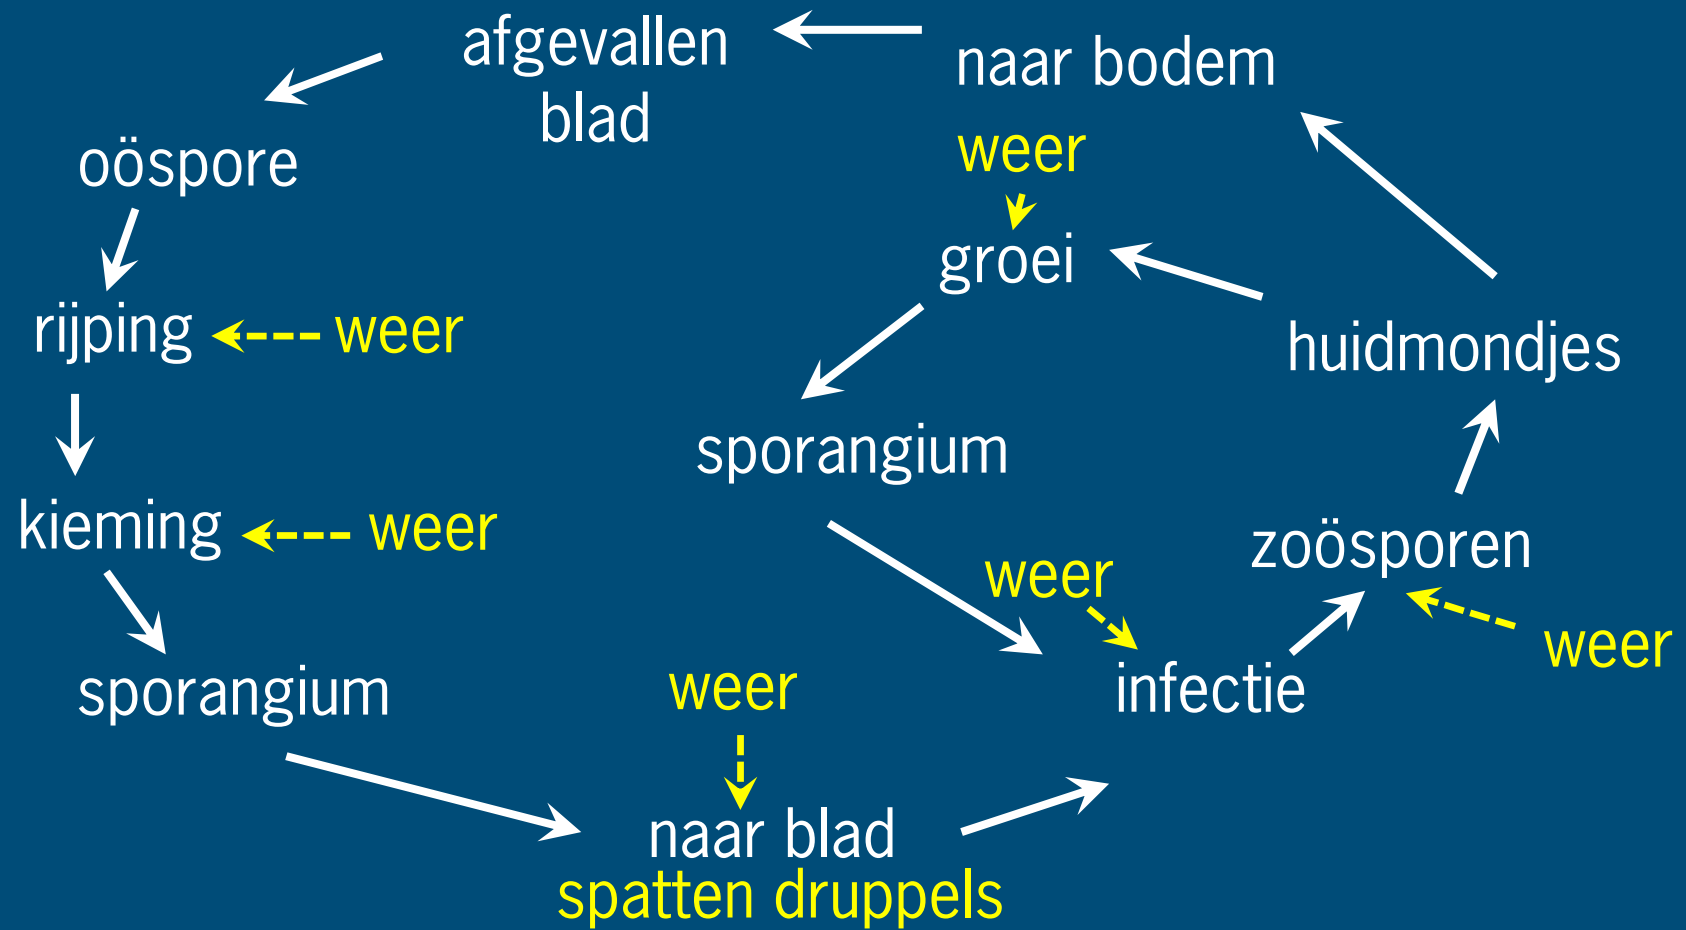 afgevallen
blad
naar bodem
weer
oöspore
groei
rijping
weer
huidmondjes
sporangium
kieming
weer
zoösporen
weer
weer
sporangium
weer
infectie
naar blad
spatten druppels